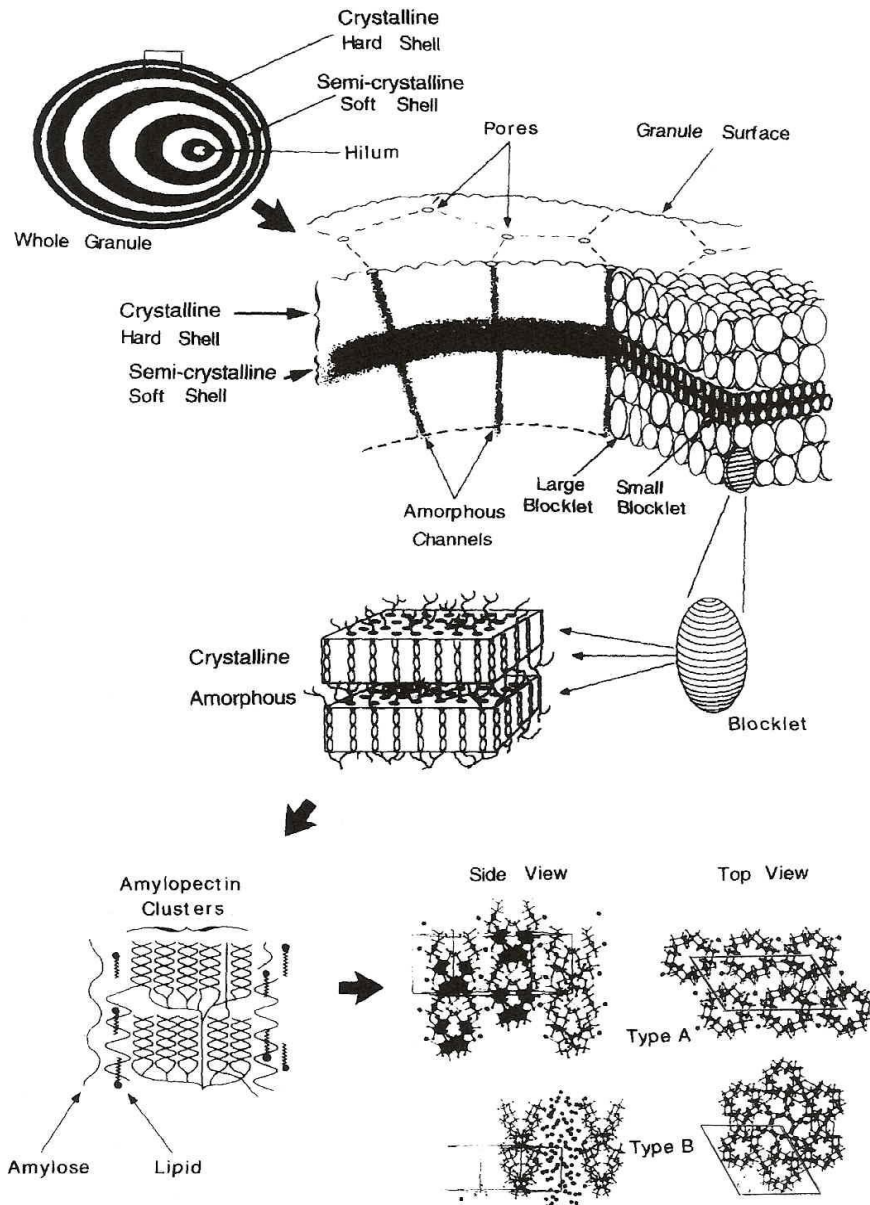 Crystalline
Hard Shell
Semi-crystalline
Soft Shell
Hilum
Whole Granule
Pores
Granule Surface
Crystalline
Hard Shell
Semi-crystalline
Soft Shell
Amorphous
Channels
Large
Blocklet
Small
Blocklet
Crystalline
Amorphous
Blocklet
Amylopectin
Clusters
Side View
Top View
Type A
Type B
Amylose
Lipid